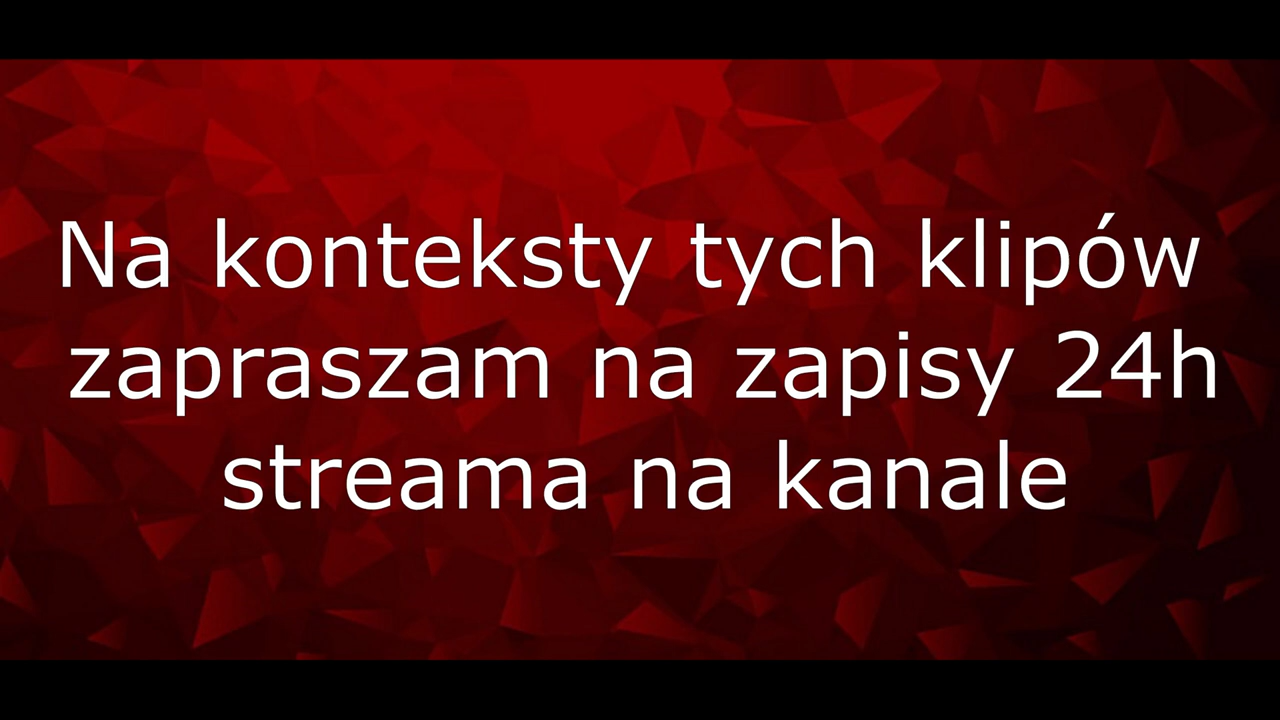 Na konteksty tych klipów
zapraszam na zapisy 24h
streama na kanale